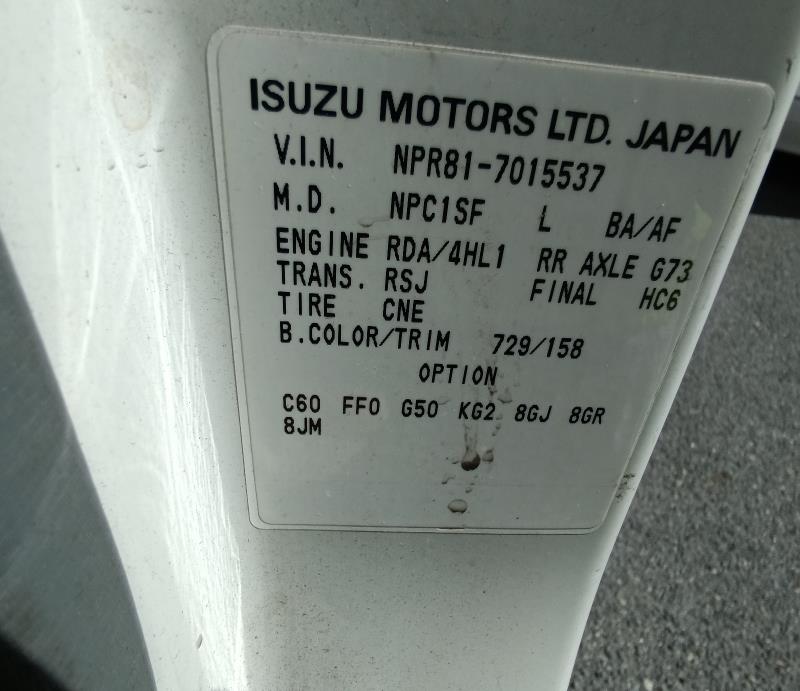 ISUZU MOTORS LTD. JAPAN
V.I.N. NPR81-7015537
M.D. NPC1SF L BA/AF
ENGINE RDA/4HL1 RR AXLE G73
TRANS. RSJ FINAL HC6
TIRE CNE
B.COLOR/TRIM 729/158
OPTION
C60 FF0 G50 KG2 8GJ 8GR
8JM